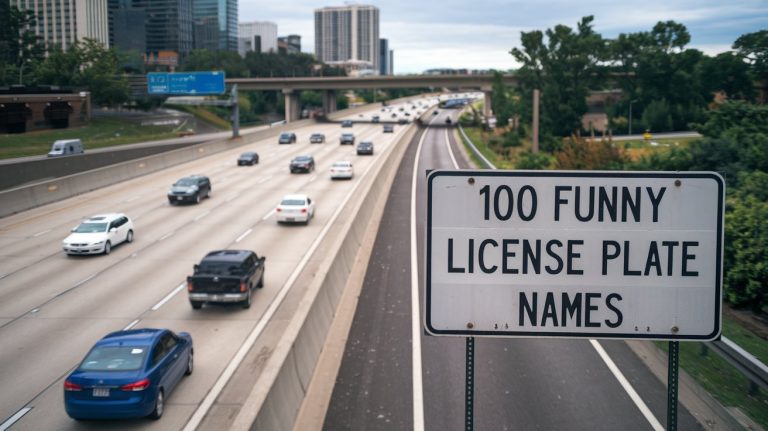 100 FUNNY
LICENSE PLATE
NAMES